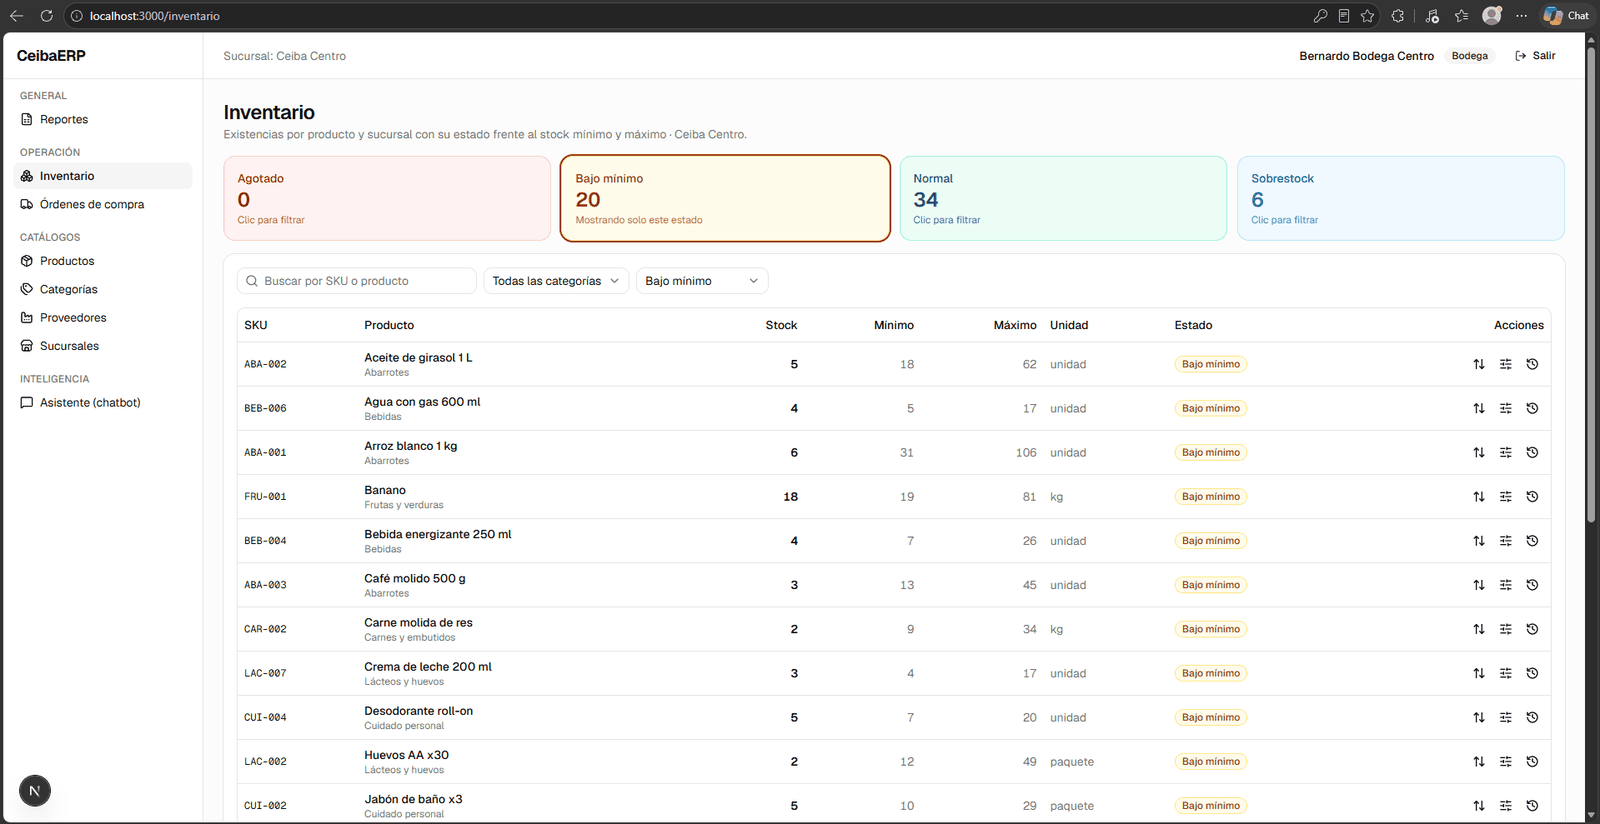 localhost:3000/inventario
Chat
CeibaERP
Sucursal: Ceiba Centro
Bernardo Bodega Centro
Bodega
Salir
GENERAL
Reportes
OPERACIÓN
Inventario
Órdenes de compra
CATÁLOGOS
Productos
Categorías
Proveedores
Sucursales
INTELIGENCIA
Asistente (chatbot)
N
Inventario
Existencias por producto y sucursal con su estado frente al stock mínimo y máximo · Ceiba Centro.
Agotado
0
Clic para filtrar
Bajo mínimo
20
Mostrando solo este estado
Normal
34
Clic para filtrar
Sobrestock
6
Clic para filtrar
Buscar por SKU o producto
Todas las categorías
Bajo mínimo
SKU Producto Stock Mínimo Máximo Unidad Estado Acciones
ABA-002 Aceite de girasol 1 L 5 18 62 unidad Bajo mínimo
Abarrotes
BEB-006 Agua con gas 600 ml 4 5 17 unidad Bajo mínimo
Bebidas
ABA-001 Arroz blanco 1 kg 6 31 106 unidad Bajo mínimo
Abarrotes
FRU-001 Banano 18 19 81 kg Bajo mínimo
Frutas y verduras
BEB-004 Bebida energizante 250 ml 4 7 26 unidad Bajo mínimo
Bebidas
ABA-003 Café molido 500 g 3 13 45 unidad Bajo mínimo
Abarrotes
CAR-002 Carne molida de res 2 9 34 kg Bajo mínimo
Carnes y embutidos
LAC-007 Crema de leche 200 ml 3 4 17 unidad Bajo mínimo
Lácteos y huevos
CUI-004 Desodorante roll-on 5 7 20 unidad Bajo mínimo
Cuidado personal
LAC-002 Huevos AA x30 2 12 49 paquete Bajo mínimo
Lácteos y huevos
CUI-002 Jabón de baño x3 5 10 29 paquete Bajo mínimo
Cuidado personal